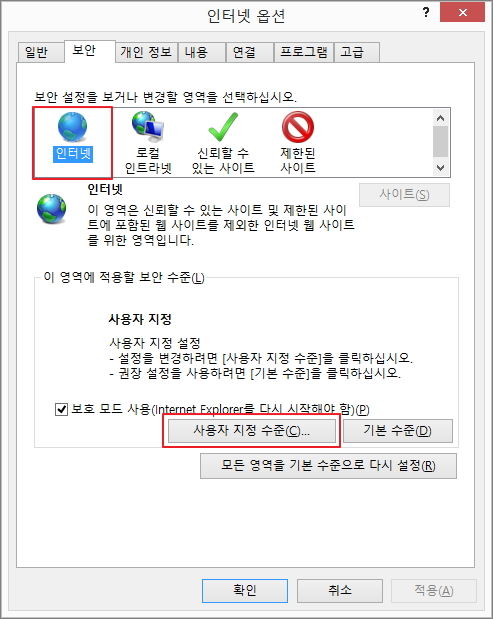 인터넷 옵션
? ×
일반 보안 개인 정보 내용 연결 프로그램 고급
보안 설정을 보거나 변경할 영역을 선택하십시오.
인터넷
로컬
인트라넷
신뢰할 수
있는 사이트
제한된
사이트
인터넷
사이트(S)
이 영역은 신뢰할 수 있는 사이트 및 제한된 사이
트에 포함된 웹 사이트를 제외한 인터넷 웹 사이트
를 위한 영역입니다.
이 영역에 적용할 보안 수준(L)
사용자 지정
사용자 지정 설정
- 설정을 변경하려면 [사용자 지정 수준]을 클릭하십시오.
- 권장 설정을 사용하려면 [기본 수준]을 클릭하십시오.
보호 모드 사용(Internet Explorer를 다시 시작해야 함)(P)
사용자 지정 수준(C)... 기본 수준(D)
모든 영역을 기본 수준으로 다시 설정(R)
확인 취소 적용(A)